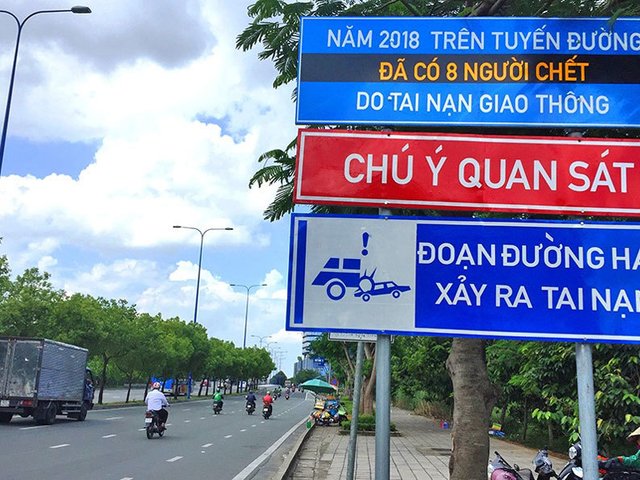 NĂM 2018 TRÊN TUYẾN ĐƯỜNG
ĐÃ CÓ 8 NGƯỜI CHẾT
DO TAI NẠN GIAO THÔNG
CHÚ Ý QUAN SÁT
!
ĐOẠN ĐƯỜNG HA
XẢY RA TAI NẠN